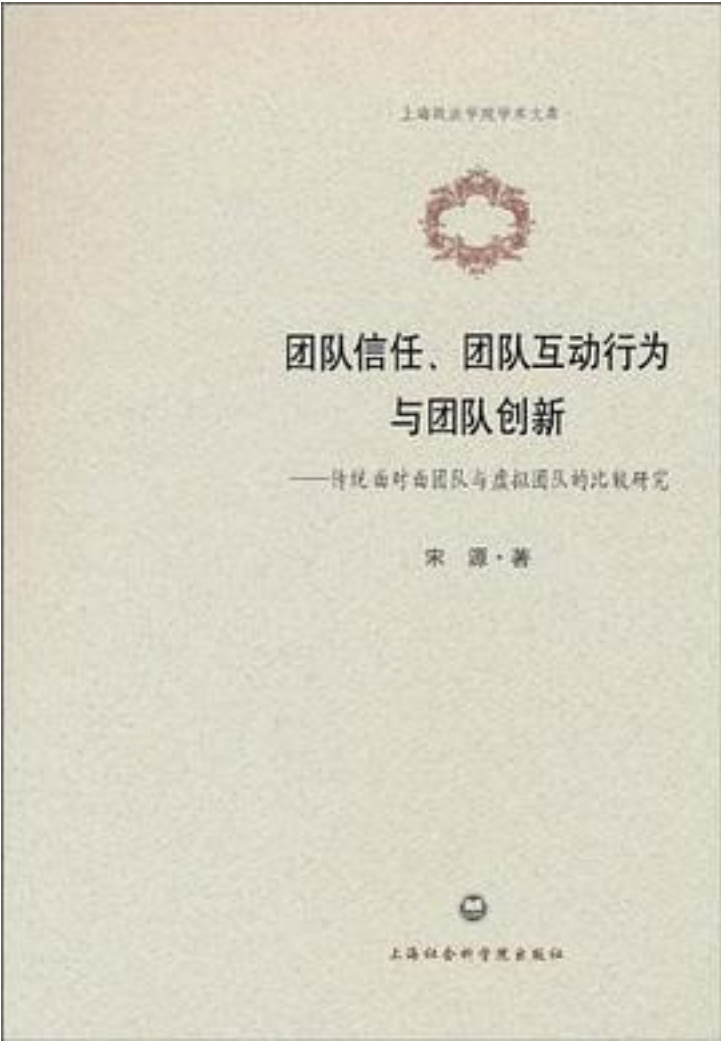 上海政法学院学术文库
团队信任、团队互动行为
与团队创新
——传统面对面团队与虚拟团队的比较研究
宋 源·著
上海社会科学院出版社